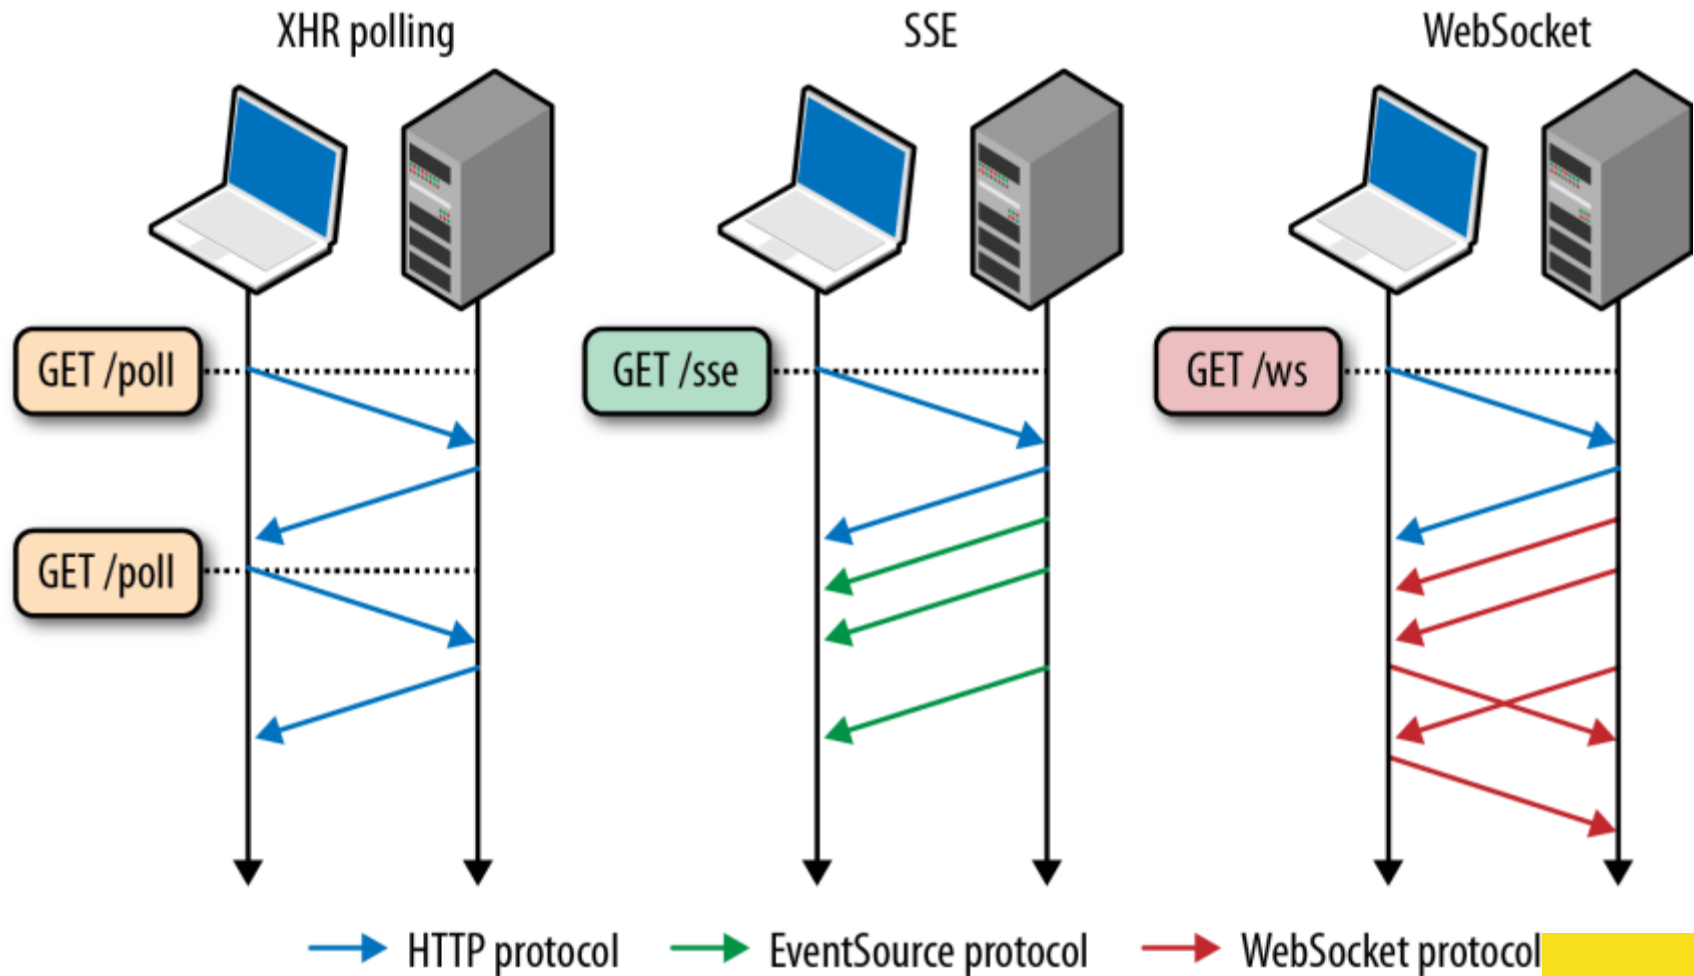 XHR polling
SSE
WebSocket
GET /poll
GET /sse
GET /ws
GET /poll
HTTP protocol
EventSource protocol
WebSocket protocol